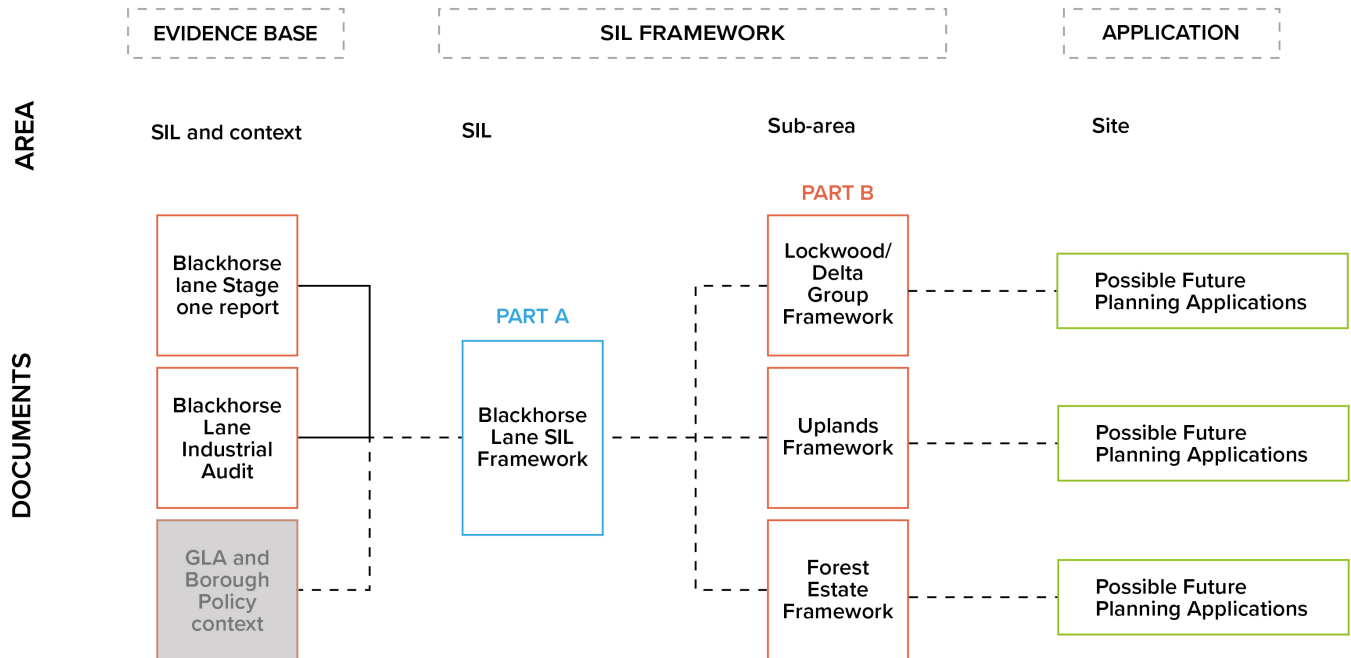 EVIDENCE BASE
SIL FRAMEWORK
APPLICATION
AREA
SIL and context
SIL
Sub-area
Site
DOCUMENTS
Blackhorse
lane Stage
one report
Blackhorse
Lane
Industrial
Audit
GLA and
Borough
Policy
context
PART A
Blackhorse
Lane SIL
Framework
PART B
Lockwood/
Delta
Group
Framework
Uplands
Framework
Forest
Estate
Framework
Possible Future
Planning Applications
Possible Future
Planning Applications
Possible Future
Planning Applications